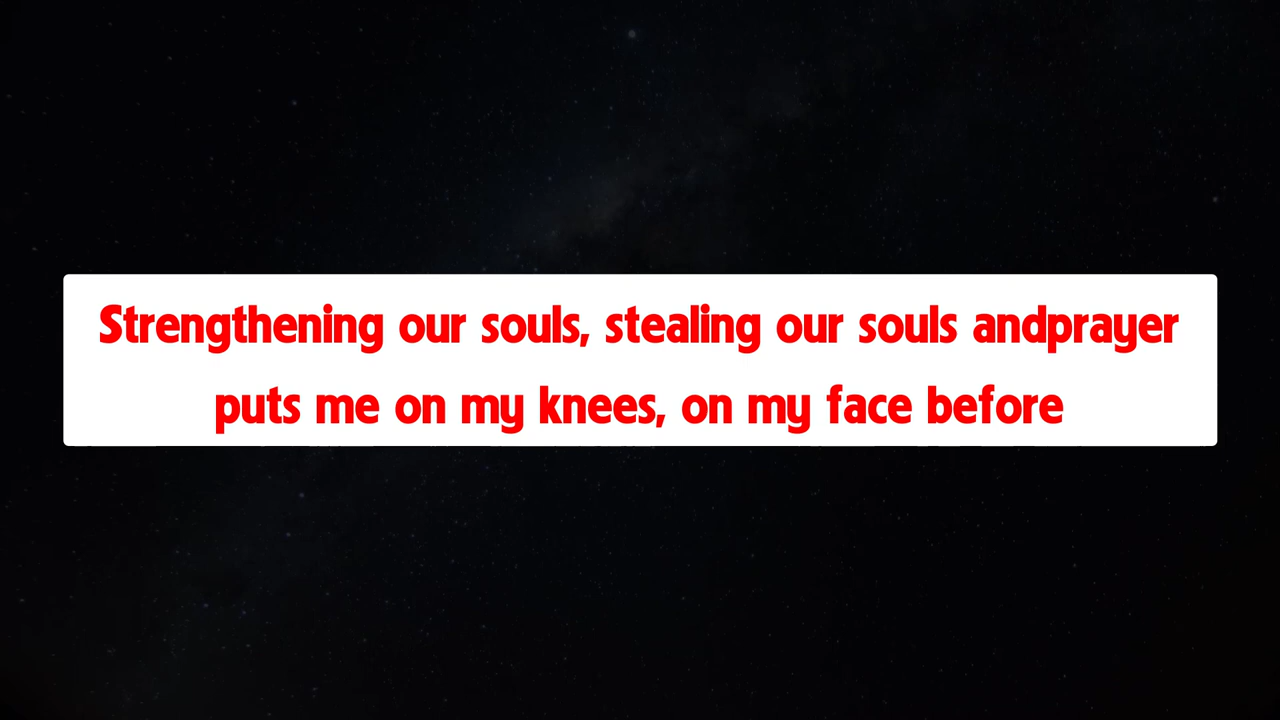 Strengthening our souls, stealing our souls andprayer
puts me on my knees, on my face before